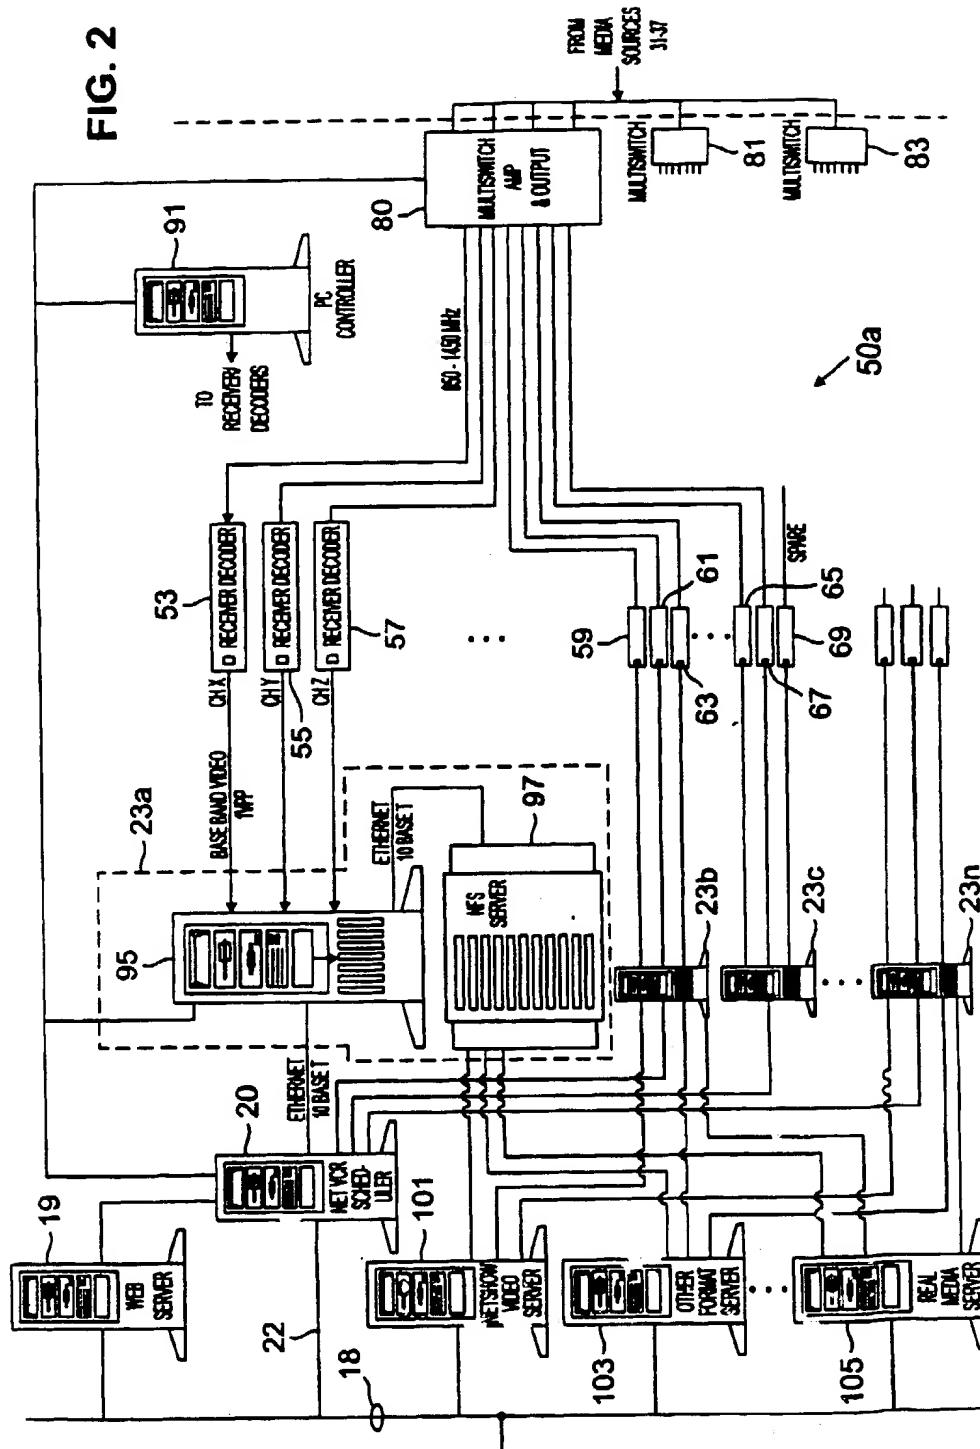 FIG. 2
FROM
MEDIA
SOURCES
31-37
MULTISWITCH
AMP
& OUTPUT
80
MULTISWITCH
81
MULTISWITCH
83
91
PC
CONTROLLER
TO
RECEIVER/
DECODERS
950 - 1450 MHz
50a
53
RECEIVER DECODER
RECEIVER DECODER
RECEIVER DECODER
55
57
CH X
CH Y
CH Z
...
59
61
63
...
65
67
69
SPARE
BASE BAND VIDEO
1VPP
23a
95
ETHERNET
10 BASE T
97
NFS
SERVER
23b
23c
...
23n
ETHERNET
10 BASE T
20
NET VCR
SCHED-
ULER
19
WEB
SERVER
22
18
101
NETSHOW
VIDEO
SERVER
103
OTHER
FORMAT
SERVER
...
105
REAL
MEDIA
SERVER